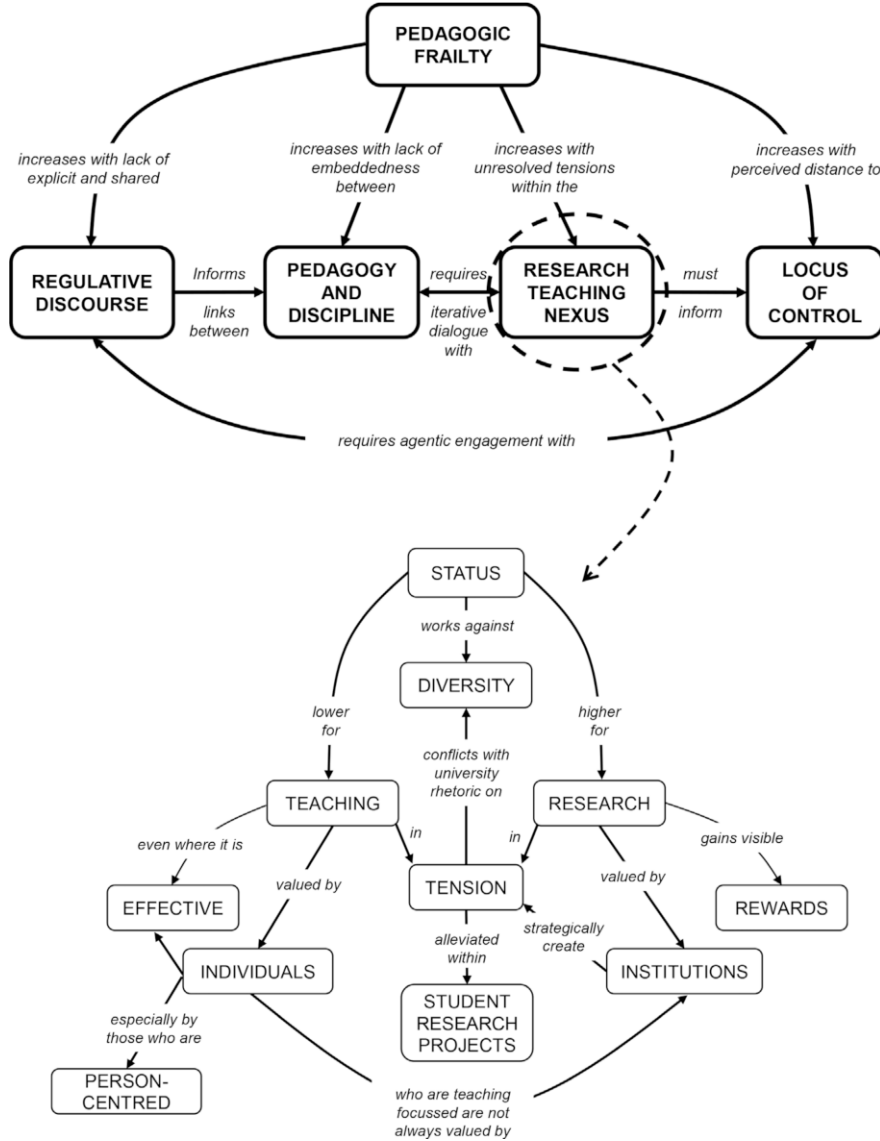 PEDAGOGIC
FRAILTY
increases with lack of
explicit and shared
increases with lack of
embeddedness
between
increases with
unresolved tensions
within the
increases with
perceived distance to
REGULATIVE
DISCOURSE
Informs
links
between
PEDAGOGY
AND
DISCIPLINE
requires
iterative
dialogue
with
RESEARCH
TEACHING
NEXUS
must
inform
LOCUS
OF
CONTROL
requires agentic engagement with
STATUS
works against
DIVERSITY
lower
for
higher
for
conflicts with
university
rhetoric on
TEACHING
RESEARCH
even where it is
in
in
gains visible
valued by
TENSION
valued by
EFFECTIVE
REWARDS
strategically
create
alleviated
within
INDIVIDUALS
INSTITUTIONS
STUDENT
RESEARCH
PROJECTS
especially by
those who are
PERSON-
CENTRED
who are teaching
focussed are not
always valued by